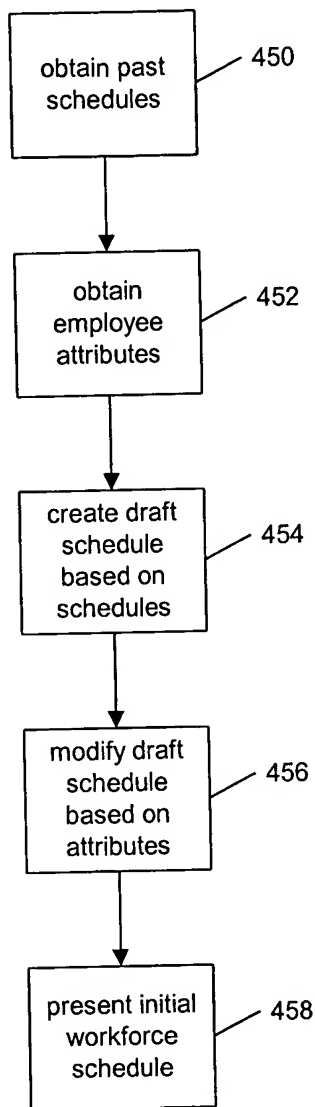 obtain past
schedules
450
obtain
employee
attributes
452
create draft
schedule
based on
schedules
454
modify draft
schedule
based on
attributes
456
present initial
workforce
schedule
458